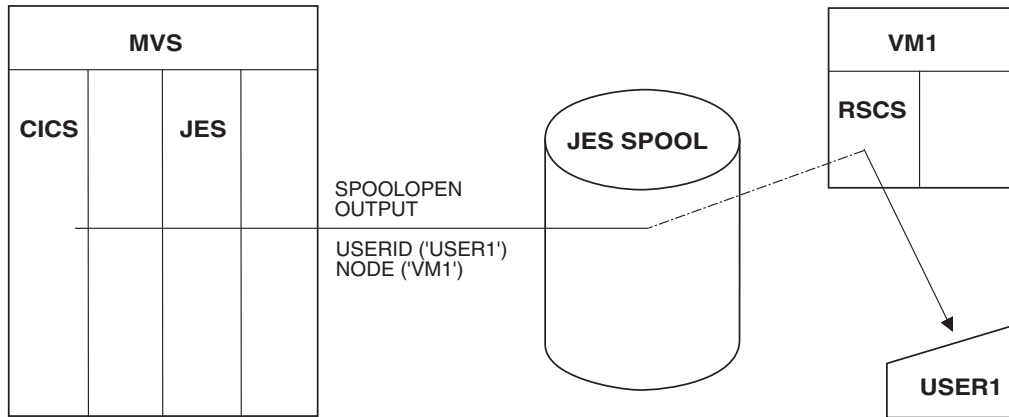 MVS
VM1
CICS
JES
JES SPOOL
RSCS
SPOOLOPEN
OUTPUT
USERID ('USER1')
NODE ('VM1')
USER1